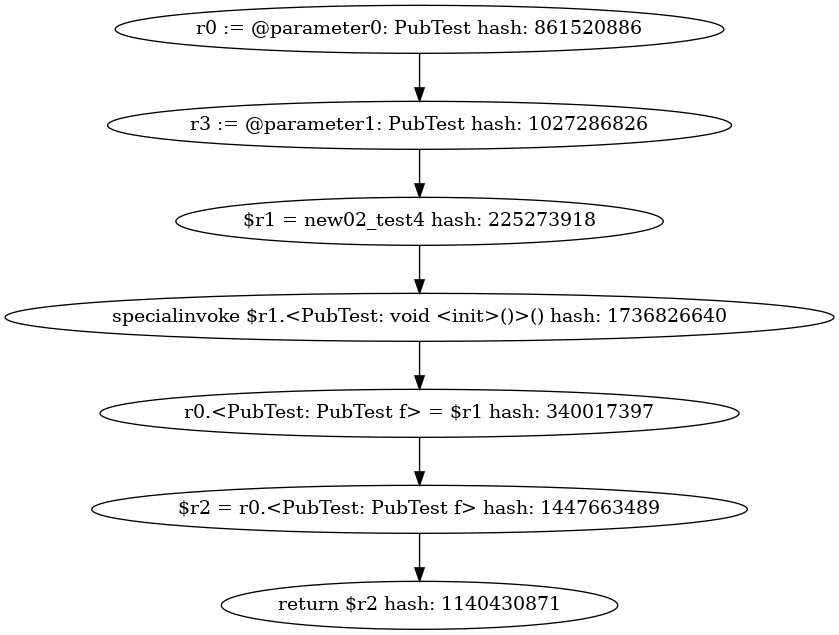 r0 := @parameter0: PubTest hash: 861520886
r3 := @parameter1: PubTest hash: 1027286826
$r1 = new02_test4 hash: 225273918
specialinvoke $r1.<PubTest: void <init>()>() hash: 1736826640
r0.<PubTest: PubTest f> = $r1 hash: 340017397
$r2 = r0.<PubTest: PubTest f> hash: 1447663489
return $r2 hash: 1140430871